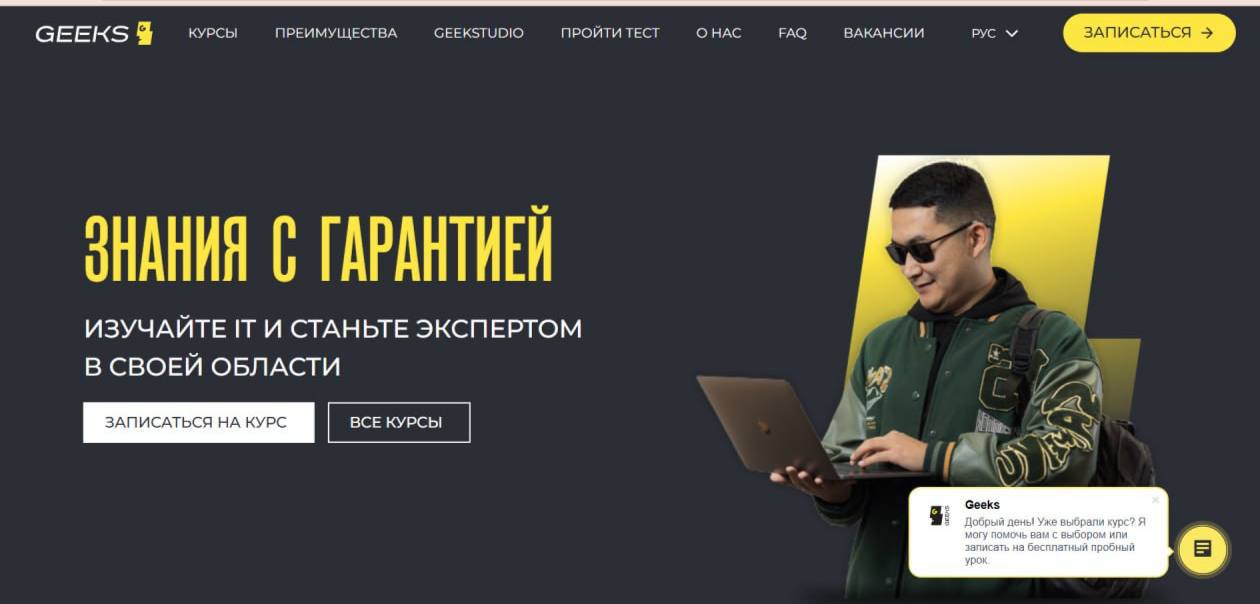 GEEKS
КУРСЫ
ПРЕИМУЩЕСТВА
GEEKSTUDIO
ПРОЙТИ ТЕСТ
О НАС
FAQ
ВАКАНСИИ
РУС
ЗАПИСАТЬСЯ →
ЗНАНИЯ С ГАРАНТИЕЙ
ИЗУЧАЙТЕ IT И СТАНЬТЕ ЭКСПЕРТОМ
В СВОЕЙ ОБЛАСТИ
ЗАПИСАТЬСЯ НА КУРС
ВСЕ КУРСЫ
Geeks
GEEKS
Добрый день! Уже выбрали курс? Я
могу помочь вам с выбором или
записать на бесплатный пробный
урок.